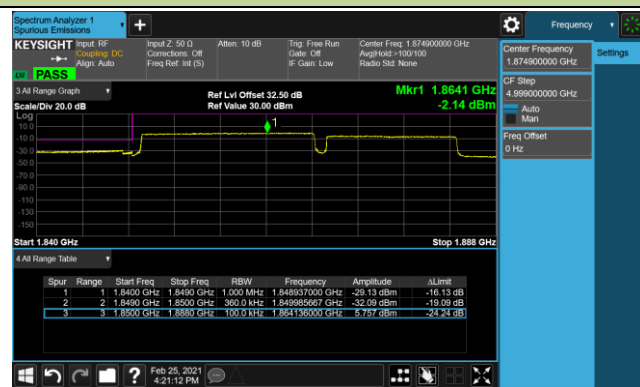 Spectrum Analyzer 1
Spurious Emissions
Frequency
KEYSIGHT Input: RF
Coupling: DC
Align: Auto
Input Z: 50 Ω
Corrections: Off
Freq Ref: Int (S)
Atten: 10 dB
Trig: Free Run
Gate: Off
IF Gain: Low
Center Freq: 1.874900000 GHz
Avg|Hold:>100/100
Radio Std: None
PASS
Center Frequency
1.874900000 GHz
Settings
CF Step
4.999000000 GHz
Auto
Man
Freq Offset
0 Hz
3 All Range Graph
Scale/Div 20.0 dB
Ref Lvl Offset 32.50 dB
Ref Value 30.00 dBm
Mkr1 1.8641 GHz
-2.14 dBm
Log
10.0
-10.0
-30.0
-50.0
-70.0
-90.0
-110
-130
-150
1
Start 1.840 GHz
Stop 1.888 GHz
4 All Range Table
Spur Range Start Freq Stop Freq RBW Frequency Amplitude ΔLimit
1 1 1.8400 GHz 1.8490 GHz 1.000 MHz 1.848937000 GHz -29.13 dBm -16.13 dB
2 2 1.8490 GHz 1.8500 GHz 360.0 kHz 1.849985667 GHz -32.09 dBm -19.09 dB
3 3 1.8500 GHz 1.8880 GHz 100.0 kHz 1.864136000 GHz 5.757 dBm -24.24 dB
?
Feb 25, 2021
4:21:12 PM